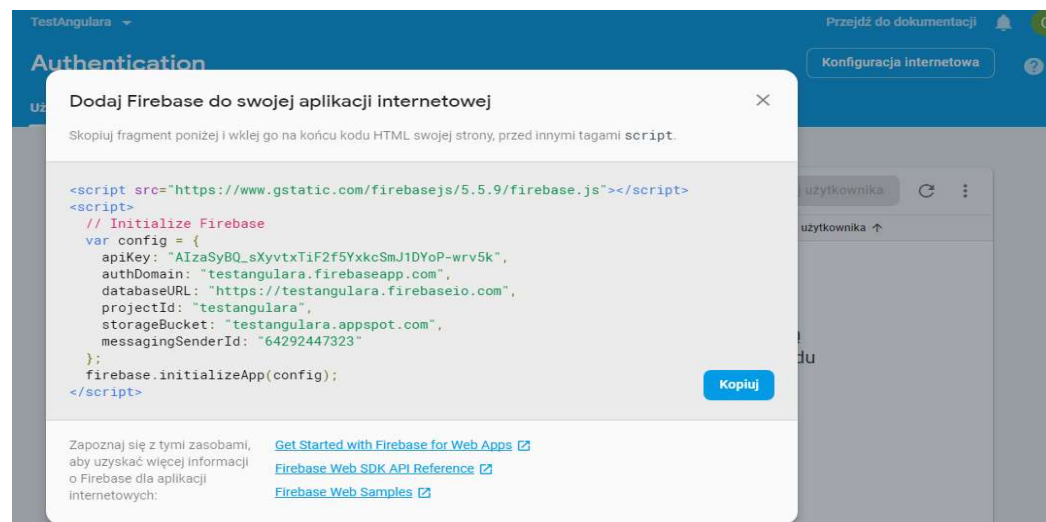 TestAngulara
Przejdź do dokumentacji
Authentication
Konfiguracja internetowa
Dodaj Firebase do swojej aplikacji internetowej
Skopiuj fragment poniżej i wklej go na końcu kodu HTML swojej strony, przed innymi tagami script.
<script src="https://www.gstatic.com/firebasejs/5.5.9/firebase.js"></script>
<script>
// Initialize Firebase
var config = {
apiKey: "AIzaSyBQ_sXyvtxTiF2f5YxkcSmJ1DYoP-wrv5k",
authDomain: "testangulara.firebaseapp.com",
databaseURL: "https://testangulara.firebaseio.com",
projectId: "testangulara",
storageBucket: "testangulara.appspot.com",
messagingSenderId: "64292447323"
};
firebase.initializeApp(config);
</script>
Kopiuj
użytkownika
użytkownika ↑
du
Zapoznaj się z tymi zasobami,
aby uzyskać więcej informacji
o Firebase dla aplikacji
internetowych:
Get Started with Firebase for Web Apps
Firebase Web SDK API Reference
Firebase Web Samples